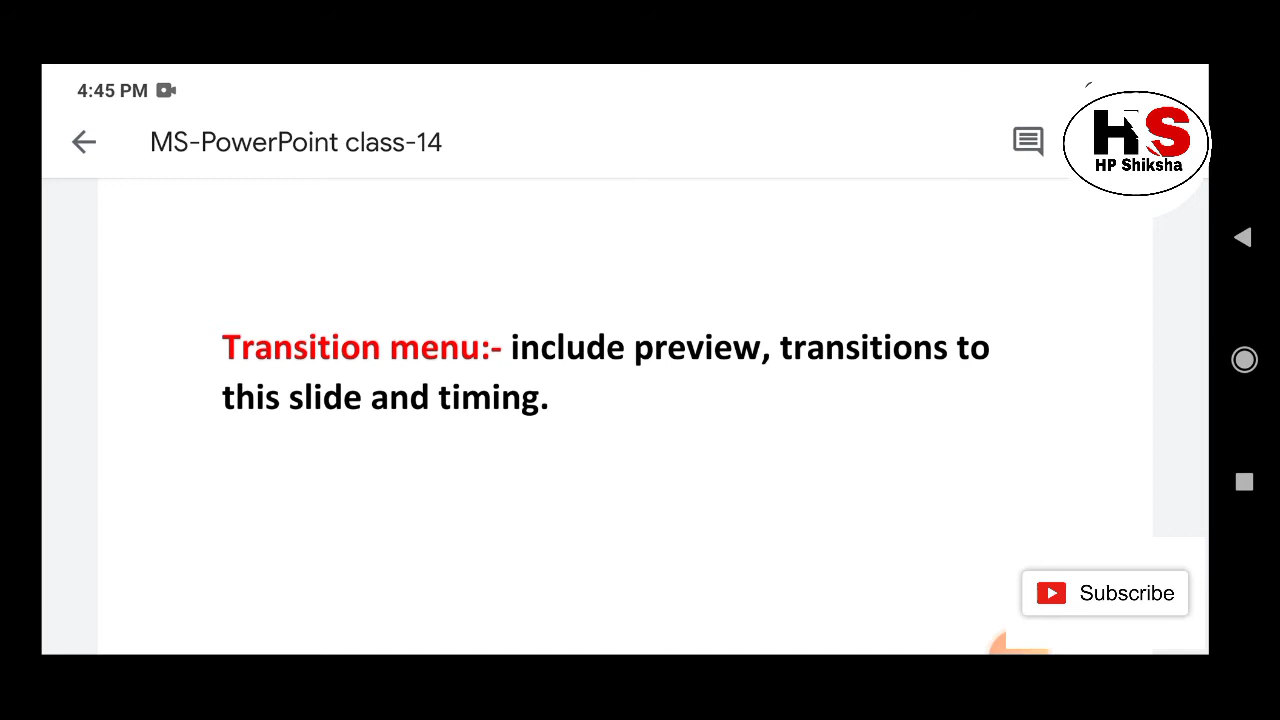 4:45 PM
MS-PowerPoint class-14
HS
HP Shiksha
Transition menu:- include preview, transitions to
this slide and timing.
Subscribe